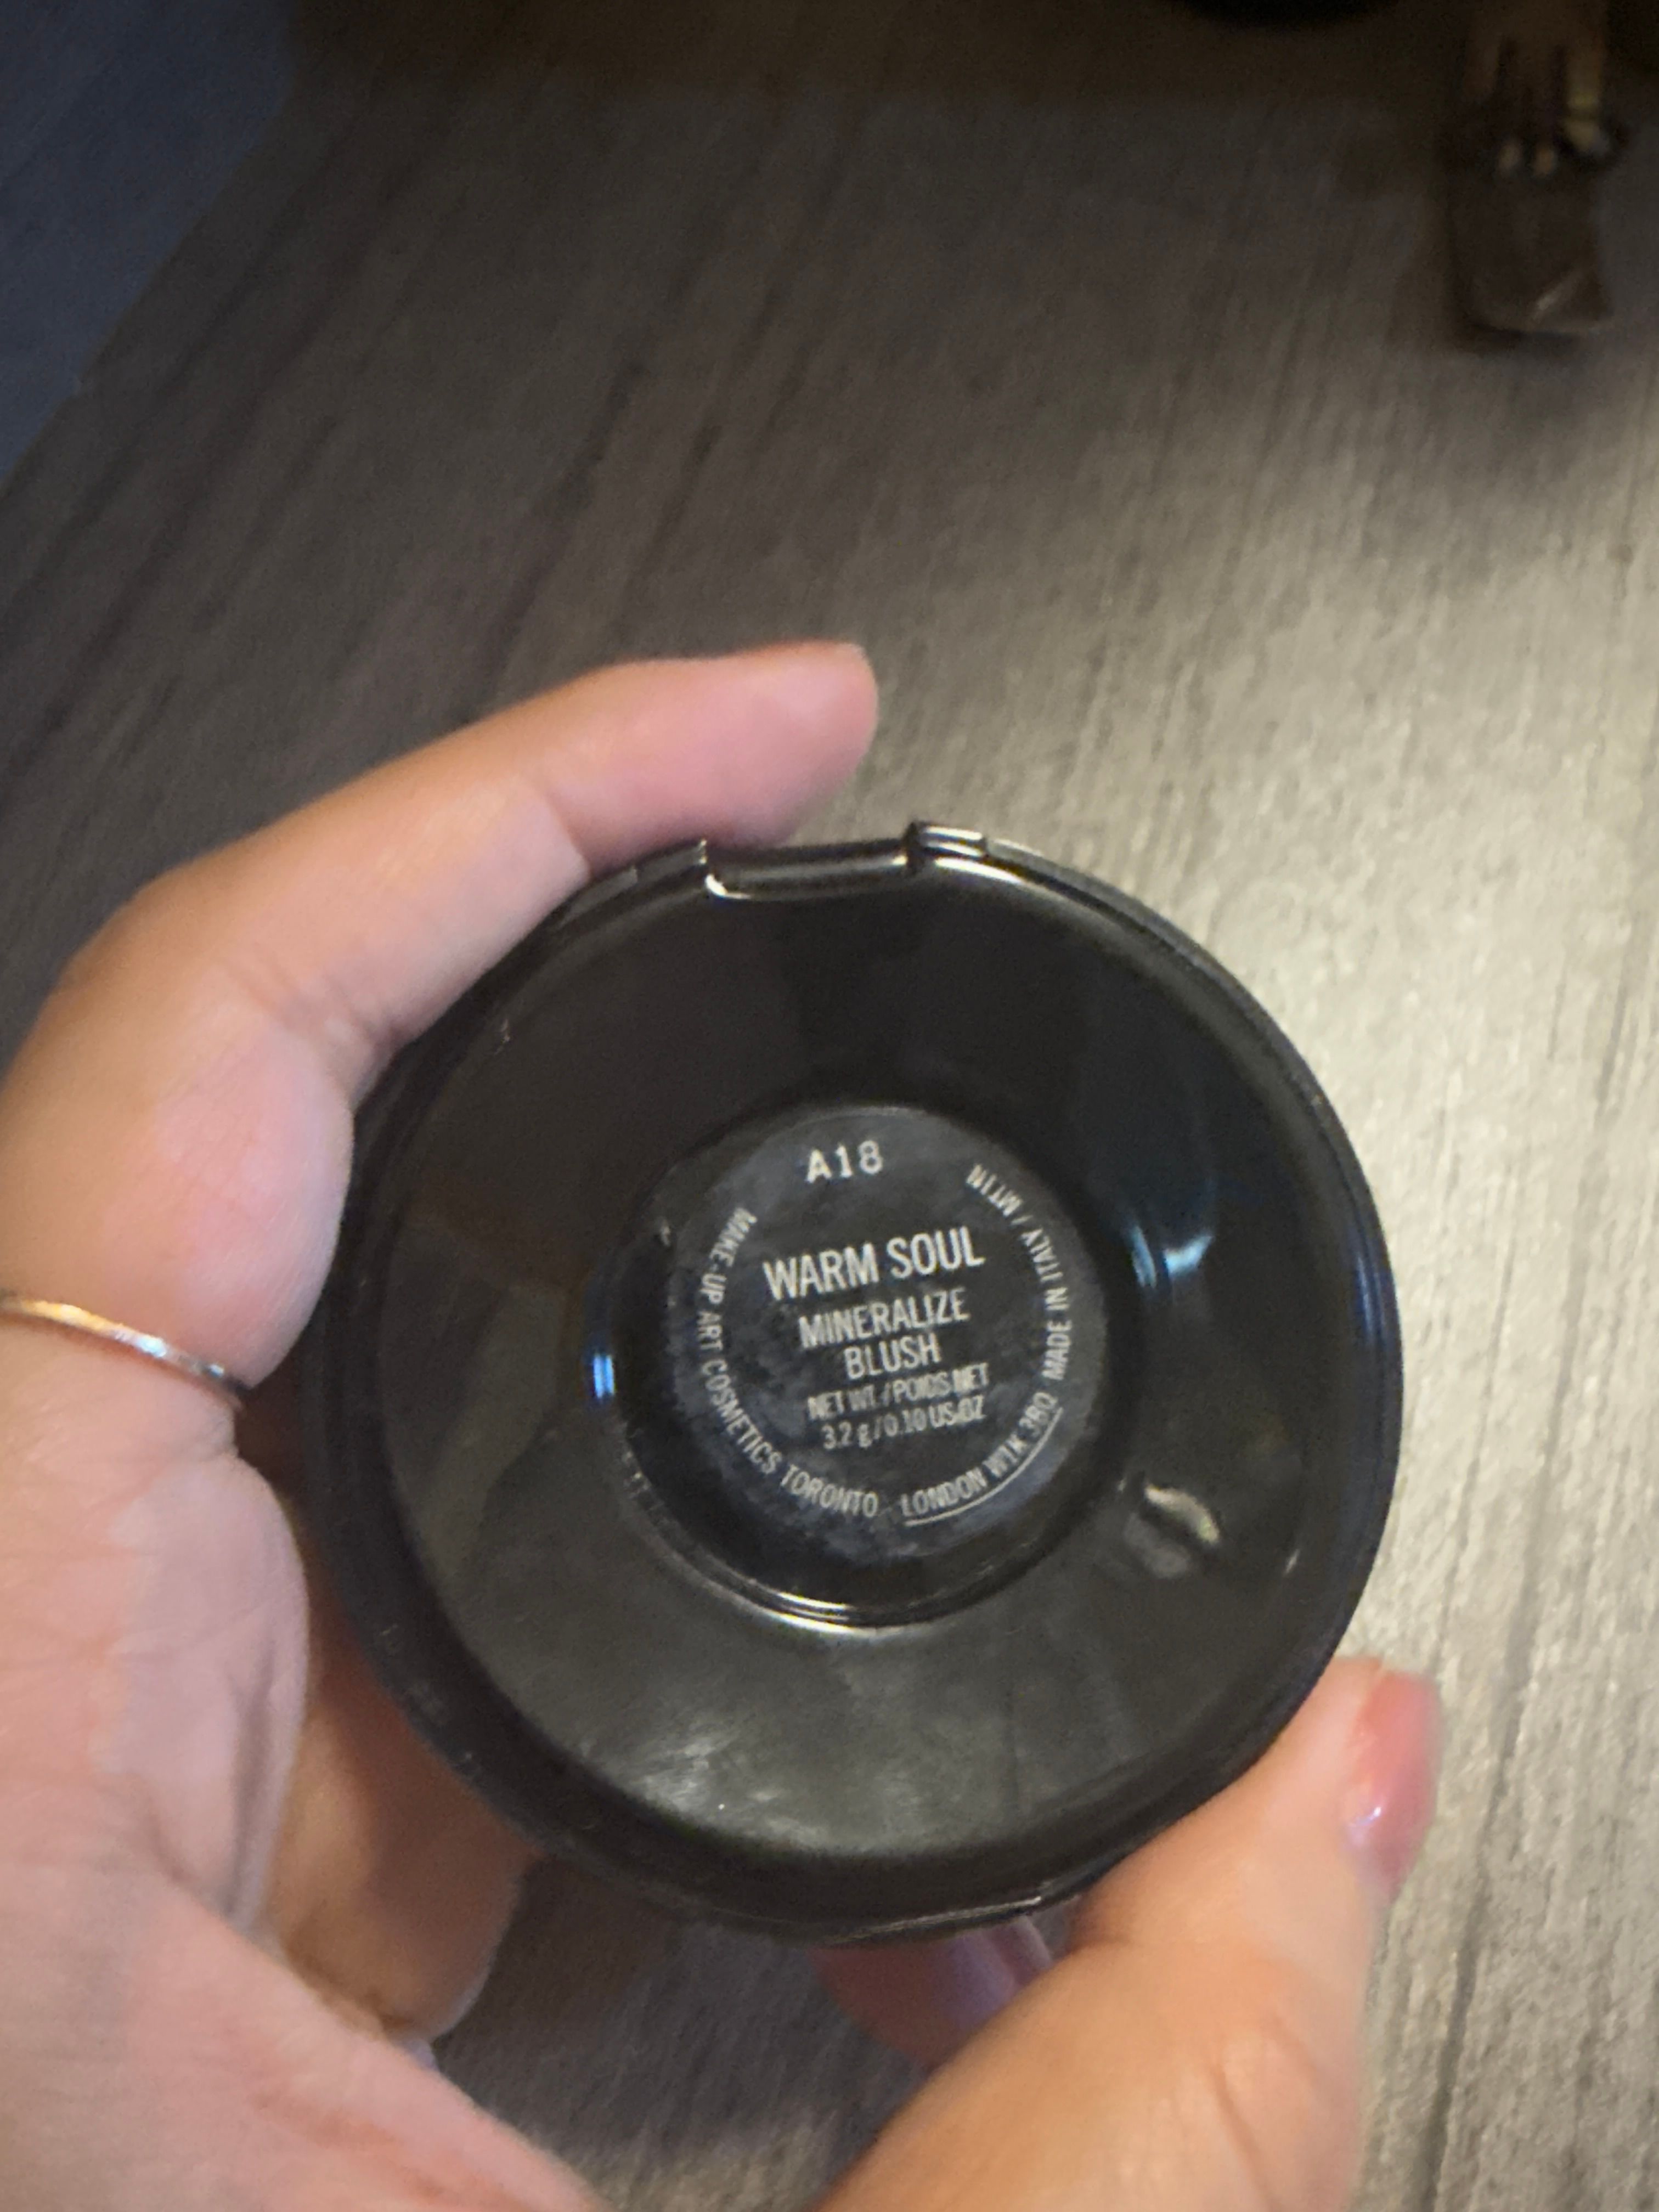 A18
WARM SOUL
MINERALIZE
BLUSH
NET WT. / POIDS NET
3.2 g / 0.10 US OZ
MAKE-UP ART COSMETICS TORONTO LONDON W1K 3BQ MADE IN ITALY /